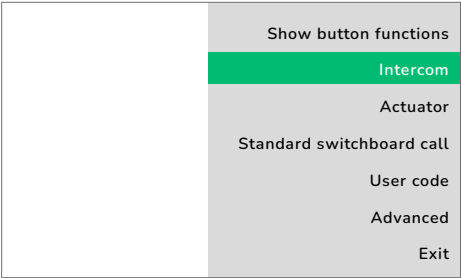 Show button functions
Intercom
Actuator
Standard switchboard call
User code
Advanced
Exit